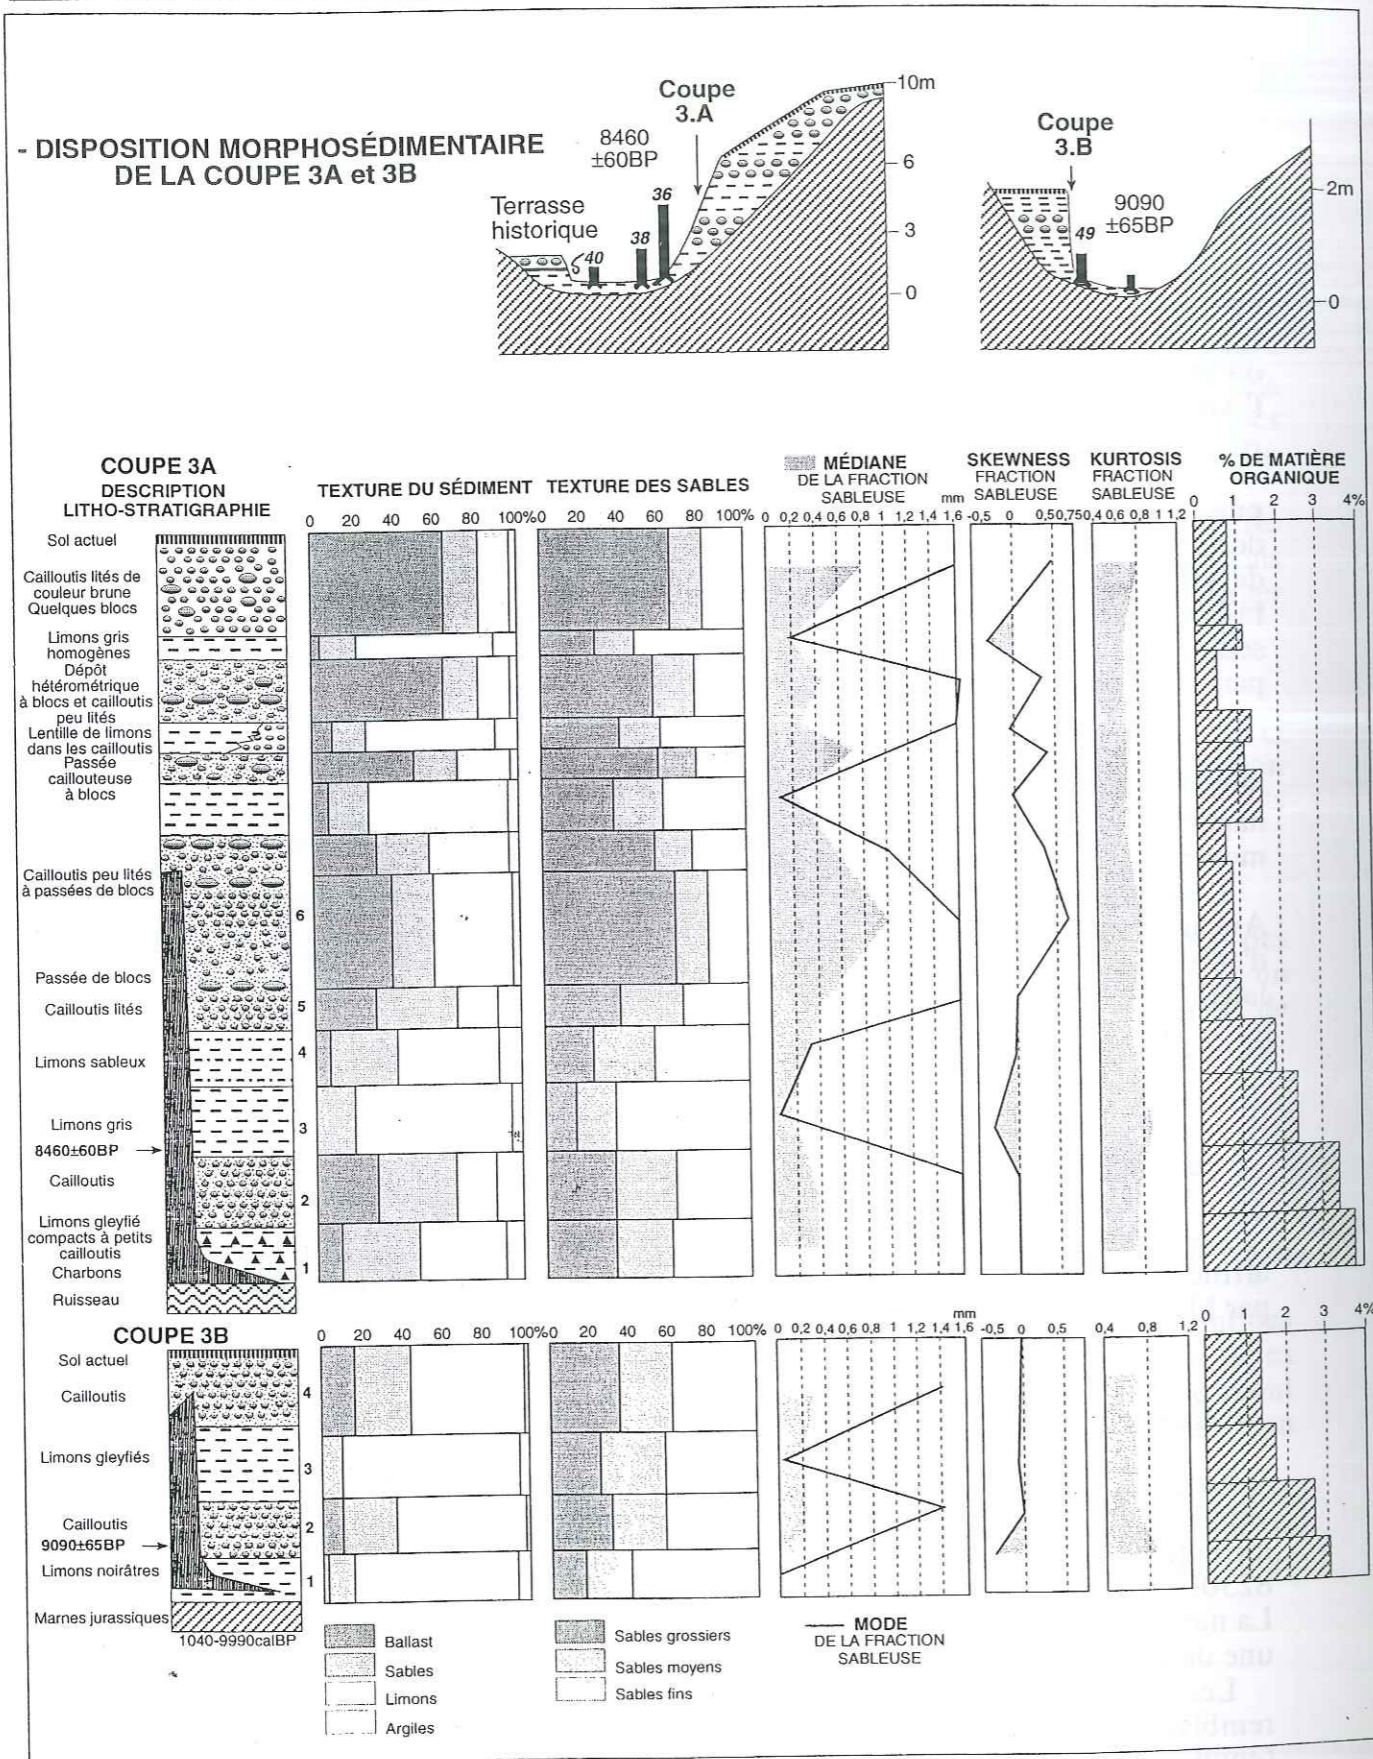 - DISPOSITION MORPHOSÉDIMENTAIRE
DE LA COUPE 3A et 3B
Coupe
3.A
8460
±60BP
Terrasse
historique
40
38
36
10m
6
3
0
Coupe
3.B
9090
±65BP
49
2m
0
COUPE 3A
DESCRIPTION
LITHO-STRATIGRAPHIE
TEXTURE DU SÉDIMENT
TEXTURE DES SABLES
MÉDIANE
DE LA FRACTION
SABLEUSE
mm
SKEWNESS
FRACTION
SABLEUSE
KURTOSIS
FRACTION
SABLEUSE
% DE MATIÈRE
ORGANIQUE
0 20 40 60 80 100%
0 20 40 60 80 100%
0 0,2 0,4 0,6 0,8 1 1,2 1,4 1,6
-0,5 0 0,5 0,75
0,4 0,6 0,8 1 1,2
0 1 2 3 4%
Sol actuel
Cailloutis lités de
couleur brune
Quelques blocs
Limons gris
homogènes
Dépôt
hétérométrique
à blocs et cailloutis
peu lités
Lentille de limons
dans les cailloutis
Passée
caillouteuse
à blocs
Cailloutis peu lités
à passées de blocs
6
Passée de blocs
Cailloutis lités
5
Limons sableux
4
Limons gris
3
8460±60BP
Cailloutis
2
Limons gleyfié
compacts à petits
cailloutis
Charbons
1
Ruisseau
COUPE 3B
0 20 40 60 80 100%
0 20 40 60 80 100%
mm
0 0,2 0,4 0,6 0,8 1 1,2 1,4 1,6
-0,5 0 0,5
0,4 0,8 1,2
0 1 2 3 4%
Sol actuel
Cailloutis
4
Limons gleyfiés
3
Cailloutis
2
9090±65BP
Limons noirâtres
1
Marnes jurassiques
1040-9990calBP
Ballast
Sables
Limons
Argiles
Sables grossiers
Sables moyens
Sables fins
MODE
DE LA FRACTION
SABLEUSE